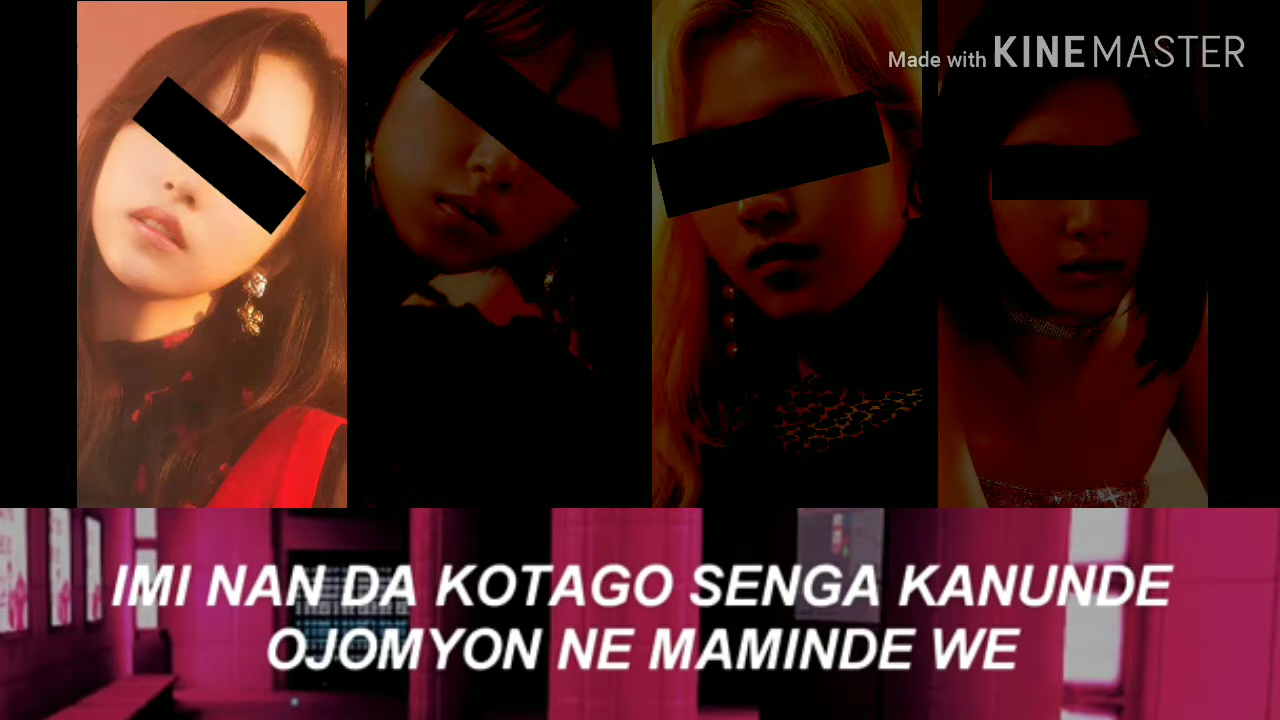 Made with KINEMASTER
IMI NAN DA KOTAGO SENGA KANUNDE
OJOMYON NE MAMINDE WE